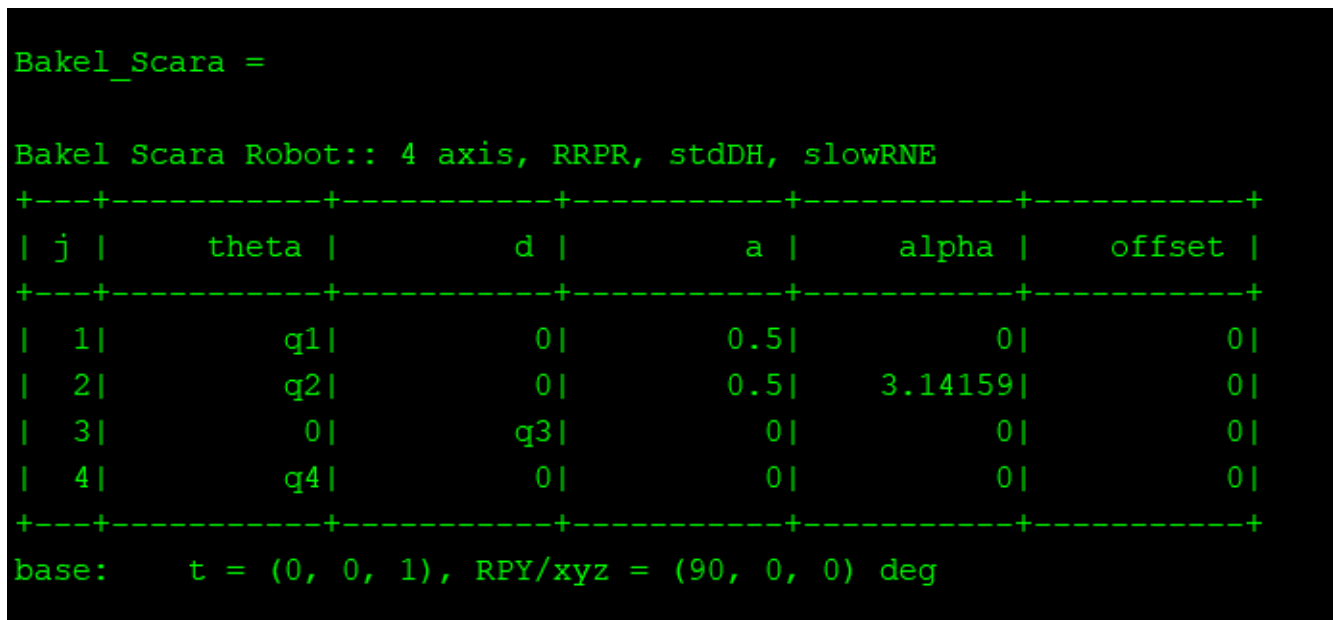 Bakel_Scara =
Bakel Scara Robot:: 4 axis, RRPR, stdDH, slowRNE
+---+-----------+-----------+-----------+-----------+-----------+
| j |     theta |         d |         a |     alpha |    offset |
+---+-----------+-----------+-----------+-----------+-----------+
|  1|         q1|          0|        0.5|          0|          0|
|  2|         q2|          0|        0.5|    3.14159|          0|
|  3|          0|         q3|          0|          0|          0|
|  4|         q4|          0|          0|          0|          0|
+---+-----------+-----------+-----------+-----------+-----------+
base:    t = (0, 0, 1), RPY/xyz = (90, 0, 0) deg